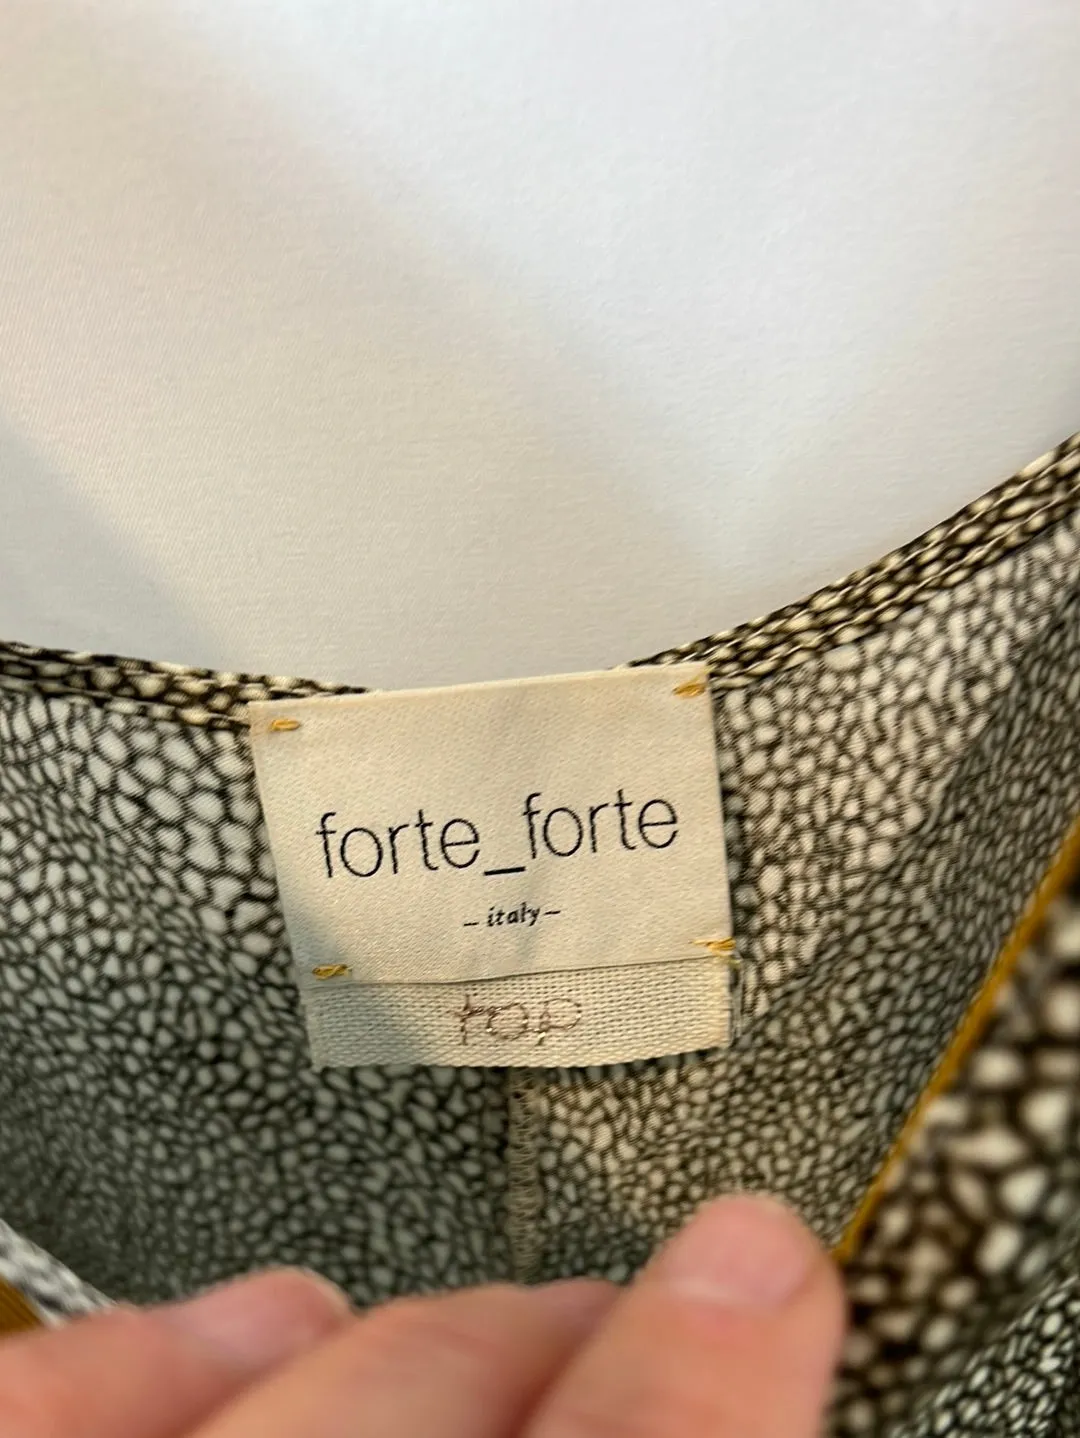 forte_forte
– italy –
top